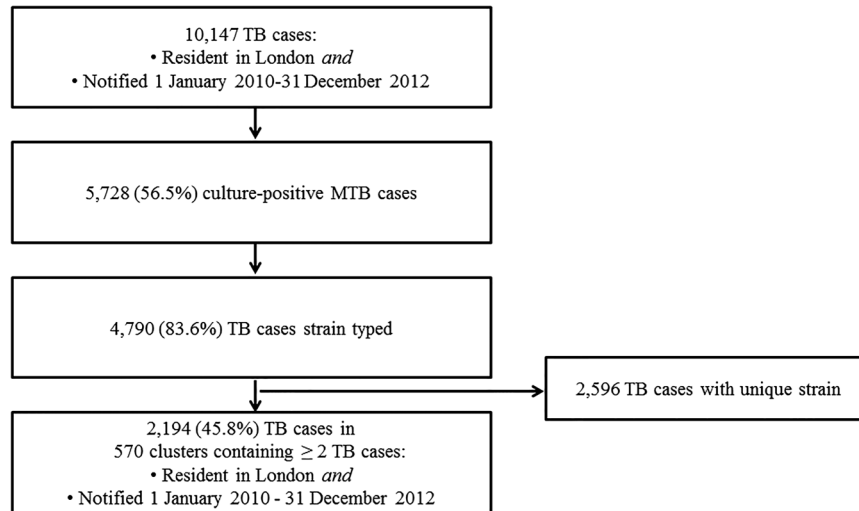 10,147 TB cases:
• Resident in London and
• Notified 1 January 2010-31 December 2012
5,728 (56.5%) culture-positive MTB cases
4,790 (83.6%) TB cases strain typed
2,596 TB cases with unique strain
2,194 (45.8%) TB cases in
570 clusters containing ≥ 2 TB cases:
• Resident in London and
• Notified 1 January 2010 - 31 December 2012